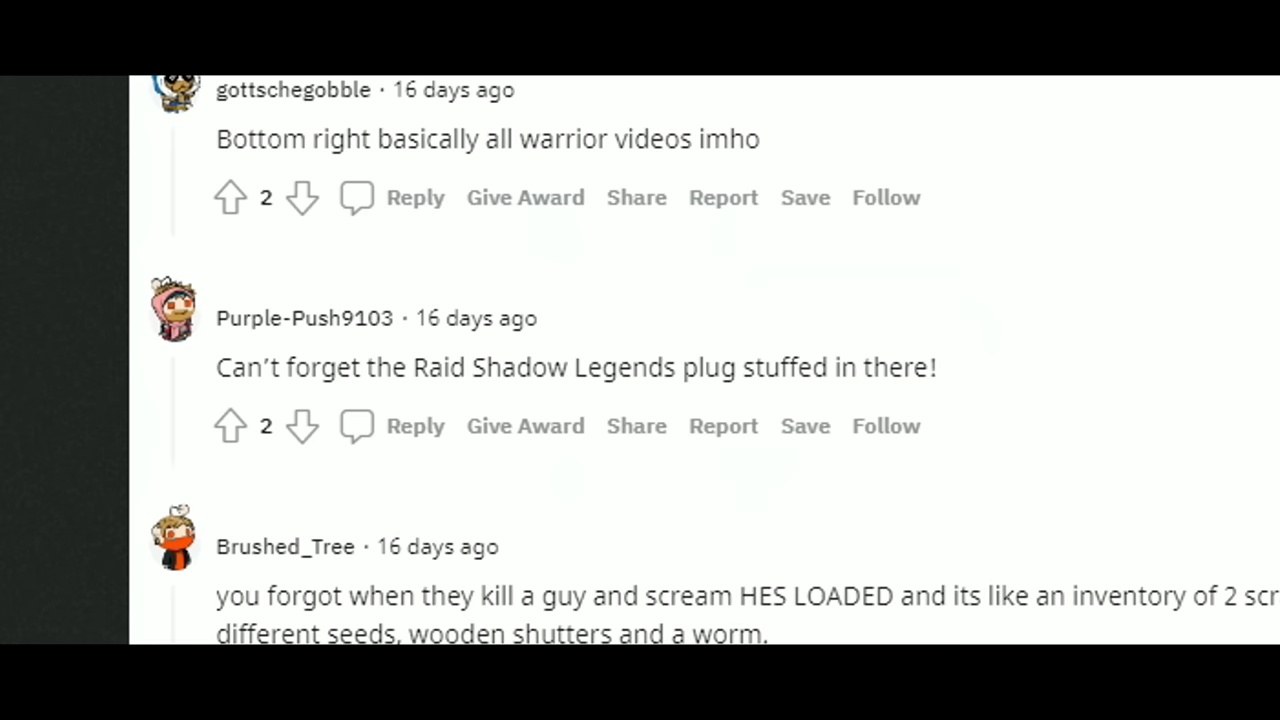 gottschegobble · 16 days ago
Bottom right basically all warrior videos imho
2 Reply Give Award Share Report Save Follow
Purple-Push9103 · 16 days ago
Can't forget the Raid Shadow Legends plug stuffed in there!
2 Reply Give Award Share Report Save Follow
Brushed_Tree · 16 days ago
you forgot when they kill a guy and scream HES LOADED and its like an inventory of 2 scr
different seeds, wooden shutters and a worm.